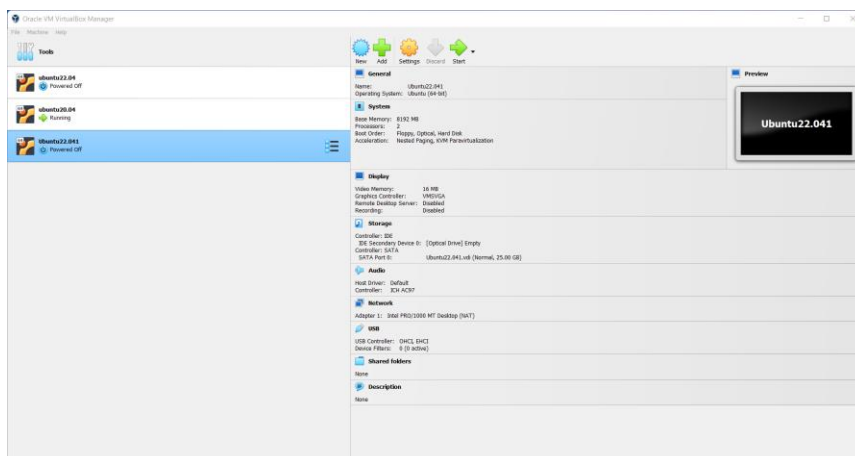 Oracle VM VirtualBox Manager
File Machine Help
Tools
ubuntu22.04
Powered Off
ubuntu20.04
Running
Ubuntu22.041
Powered Off
New Add Settings Discard Start
General
Name: Ubuntu22.041
Operating System: Ubuntu (64-bit)
System
Base Memory: 8192 MB
Processors: 2
Boot Order: Floppy, Optical, Hard Disk
Acceleration: Nested Paging, KVM Paravirtualization
Preview
Ubuntu22.041
Display
Video Memory: 16 MB
Graphics Controller: VMSVGA
Remote Desktop Server: Disabled
Recording: Disabled
Storage
Controller: IDE
IDE Secondary Device 0: [Optical Drive] Empty
Controller: SATA
SATA Port 0: Ubuntu22.041.vdi (Normal, 25.00 GB)
Audio
Host Driver: Default
Controller: ICH AC97
Network
Adapter 1: Intel PRO/1000 MT Desktop (NAT)
USB
USB Controller: OHCI, EHCI
Device Filters: 0 (0 active)
Shared folders
None
Description
None